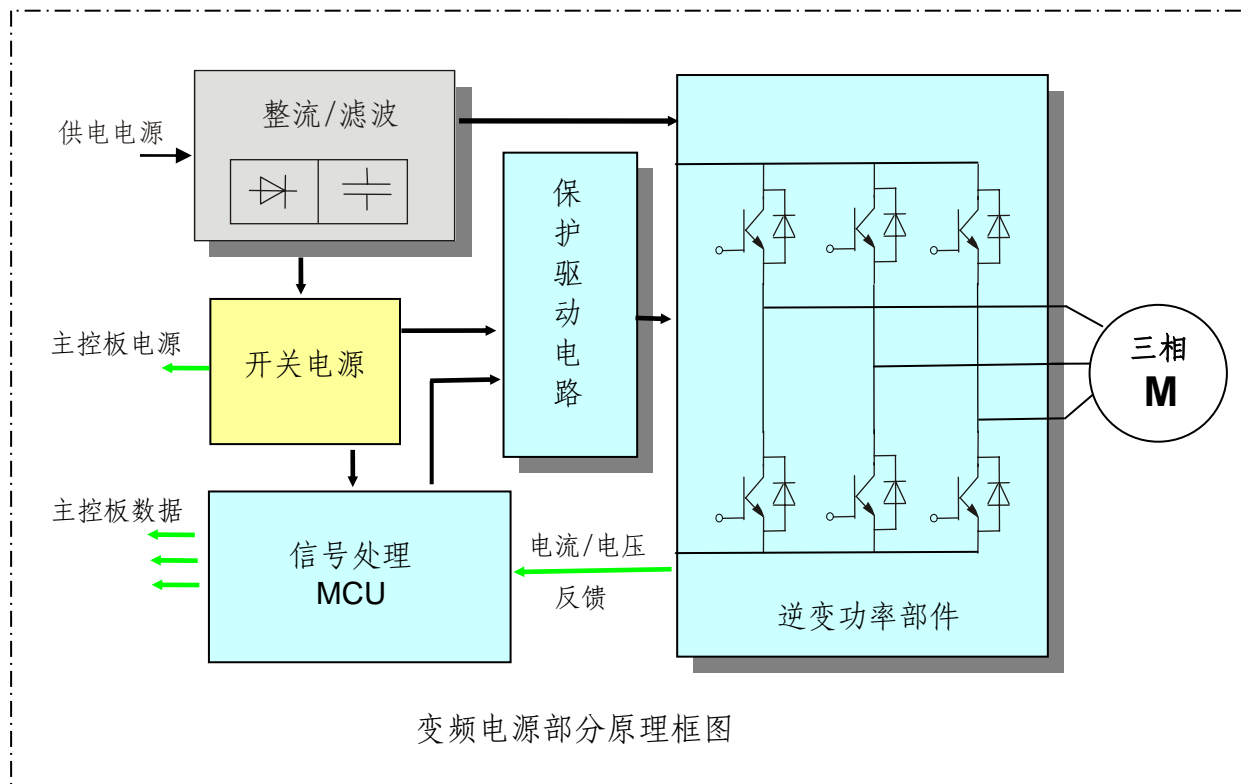 整流/滤波
供电电源
保护驱动电路
主控板电源
开关电源
三相
M
主控板数据
信号处理
MCU
电流/电压
反馈
逆变功率部件
变频电源部分原理框图